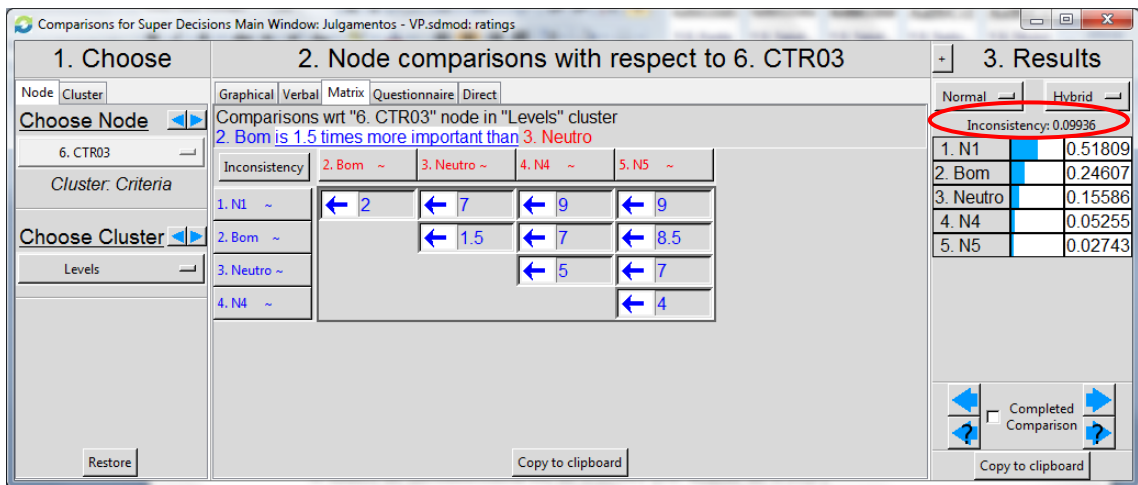 Comparisons for Super Decisions Main Window: Julgamentos - VP.sdmod: ratings
1. Choose
Node Cluster
Choose Node
6. CTR03
Cluster: Criteria
Choose Cluster
Levels
Restore
2. Node comparisons with respect to 6. CTR03
Graphical Verbal Matrix Questionnaire Direct
Comparisons wrt "6. CTR03" node in "Levels" cluster
2. Bom is 1.5 times more important than 3. Neutro
Inconsistency 2. Bom ~ 3. Neutro ~ 4. N4 ~ 5. N5 ~
1. N1 ~ 2 7 9 9
2. Bom ~ 1.5 7 8.5
3. Neutro ~ 5 7
4. N4 ~ 4
Copy to clipboard
+ 3. Results
Normal Hybrid
Inconsistency: 0.09936
1. N1 0.51809
2. Bom 0.24607
3. Neutro 0.15586
4. N4 0.05255
5. N5 0.02743
Completed
Comparison
? ?
Copy to clipboard